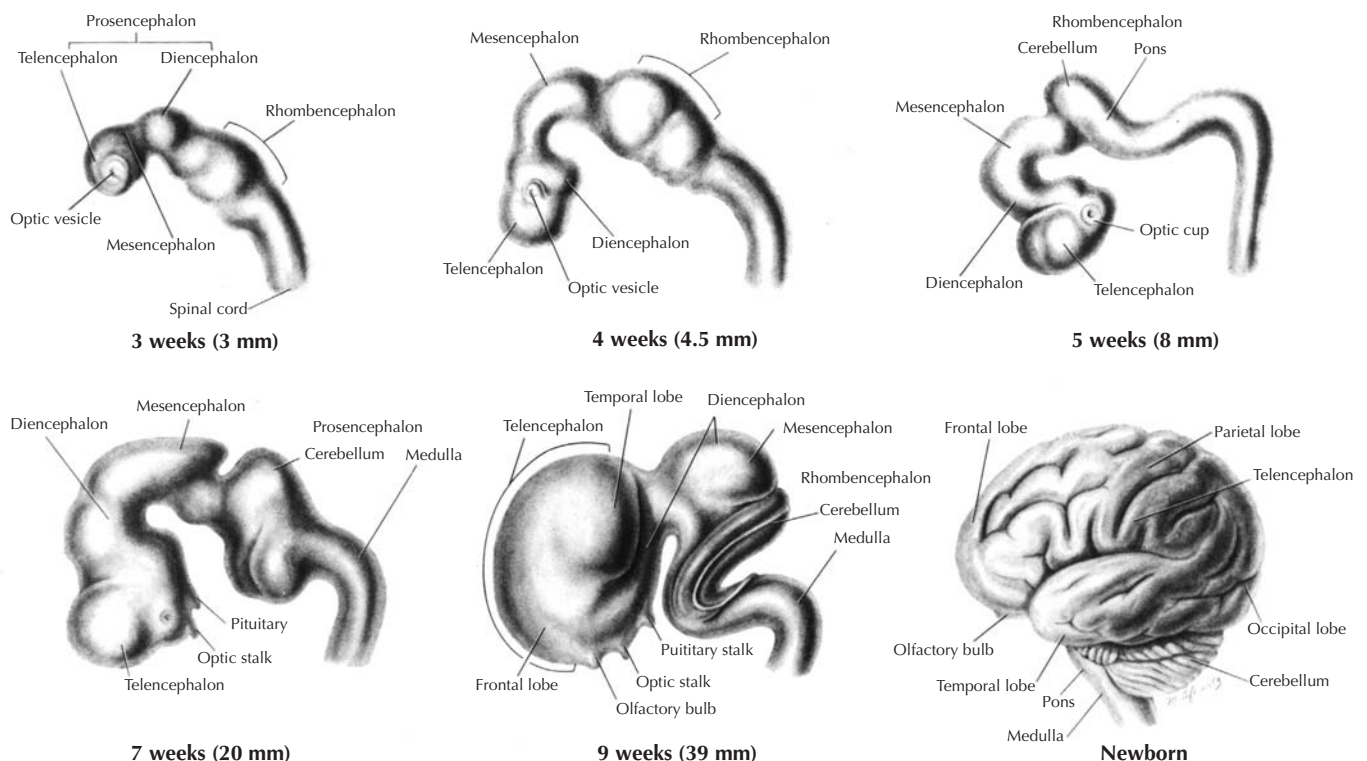 Prosencephalon
Telencephalon
Diencephalon
Rhombencephalon
Optic vesicle
Mesencephalon
Spinal cord
3 weeks (3 mm)
Mesencephalon
Rhombencephalon
Diencephalon
Telencephalon
Optic vesicle
4 weeks (4.5 mm)
Rhombencephalon
Cerebellum
Pons
Mesencephalon
Optic cup
Diencephalon
Telencephalon
5 weeks (8 mm)
Mesencephalon
Diencephalon
Prosencephalon
Cerebellum
Medulla
Pituitary
Optic stalk
Telencephalon
7 weeks (20 mm)
Temporal lobe
Diencephalon
Telencephalon
Mesencephalon
Rhombencephalon
Cerebellum
Medulla
Puititary stalk
Frontal lobe
Optic stalk
Olfactory bulb
9 weeks (39 mm)
Frontal lobe
Parietal lobe
Telencephalon
Occipital lobe
Olfactory bulb
Temporal lobe
Cerebellum
Pons
Medulla
Newborn